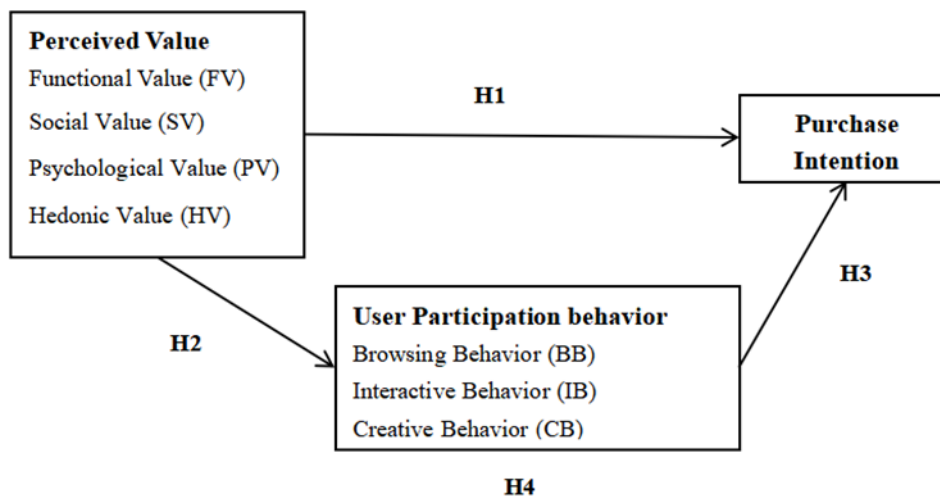 Perceived Value
Functional Value (FV)
Social Value (SV)
Psychological Value (PV)
Hedonic Value (HV)
H1
Purchase
Intention
H2
H3
User Participation behavior
Browsing Behavior (BB)
Interactive Behavior (IB)
Creative Behavior (CB)
H4